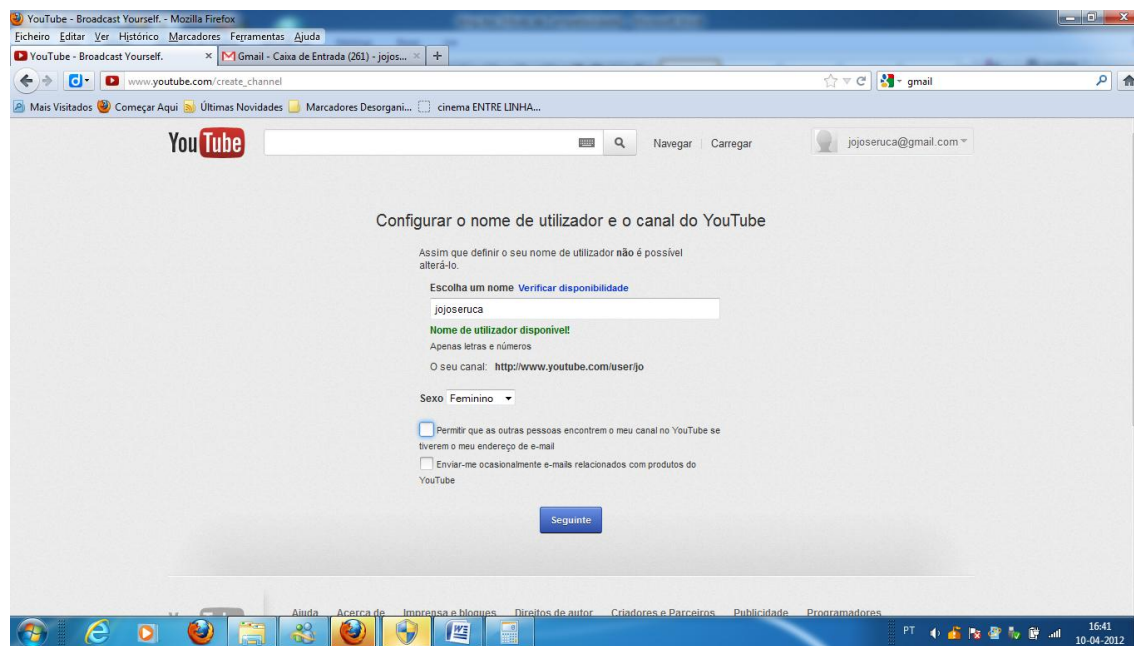 YouTube - Broadcast Yourself. - Mozilla Firefox
Ficheiro Editar Ver Histórico Marcadores Ferramentas Ajuda
YouTube - Broadcast Yourself. Gmail - Caixa de Entrada (261) - jojos...
www.youtube.com/create_channel gmail
Mais Visitados Começar Aqui Últimas Novidades Marcadores Desorgani... cinema ENTRE LINHA...
YouTube Navegar Carregar jojoseruca@gmail.com
Configurar o nome de utilizador e o canal do YouTube
Assim que definir o seu nome de utilizador não é possível
alterá-lo.
Escolha um nome Verificar disponibilidade
jojoseruca
Nome de utilizador disponível!
Apenas letras e números
O seu canal: http://www.youtube.com/user/jo
Sexo Feminino
Permitir que as outras pessoas encontrem o meu canal no YouTube se
tiverem o meu endereço de e-mail
Enviar-me ocasionalmente e-mails relacionados com produtos do
YouTube
Seguinte
Ajuda Acerca de Imprensa e blogues Direitos de autor Criadores e Parceiros Publicidade Programadores
PT 16:41
10-04-2012